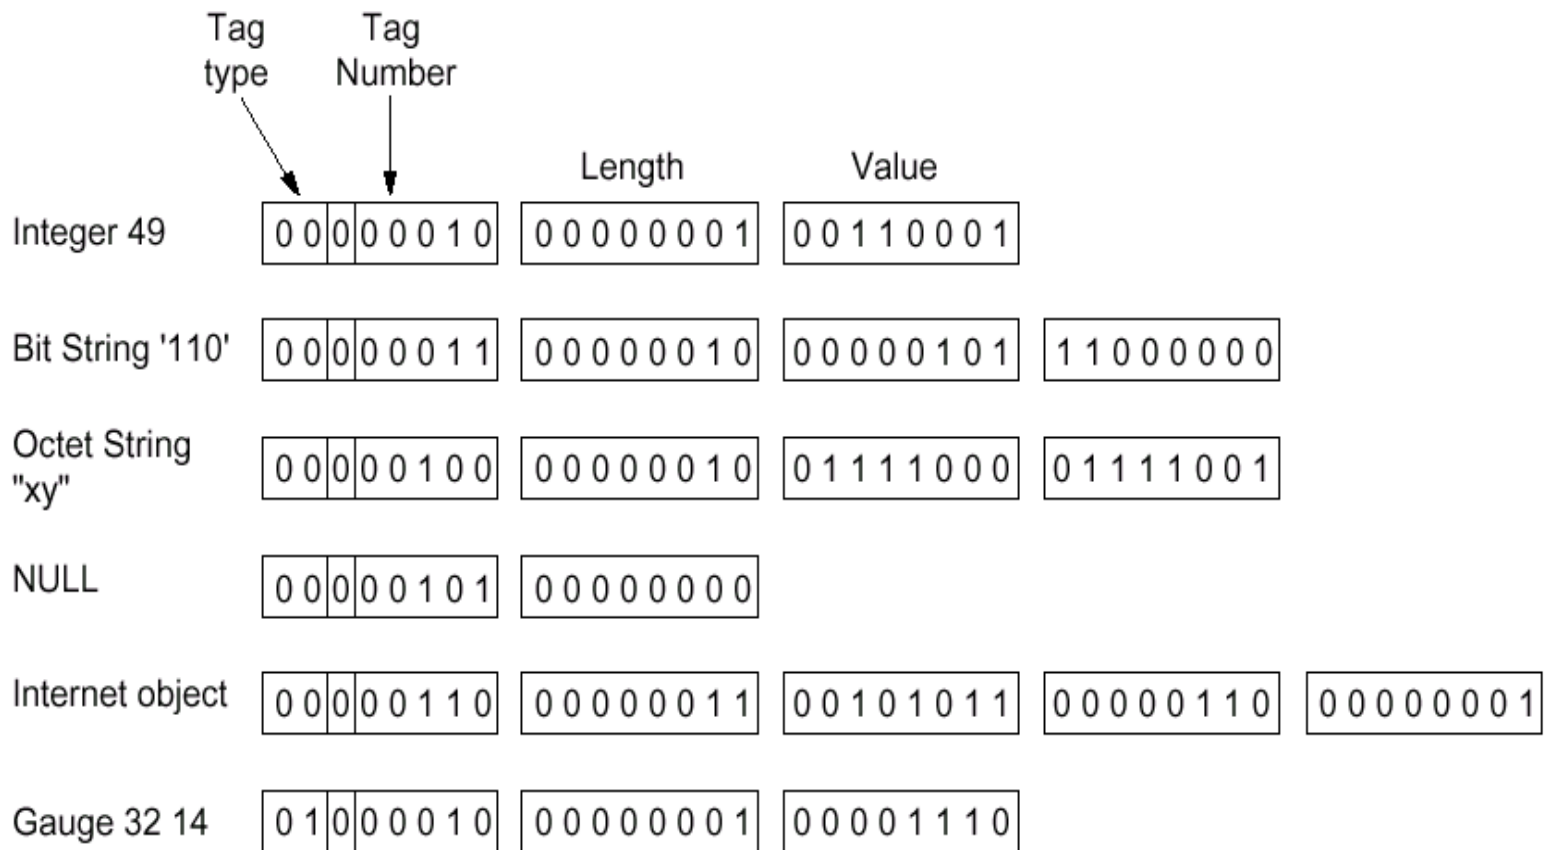 Tag Tag
type Number
Length Value
Integer 49 0 0 0 0 0 0 1 0 0 0 0 0 0 0 0 1 0 0 1 1 0 0 0 1
Bit String '110' 0 0 0 0 0 0 1 1 0 0 0 0 0 0 1 0 0 0 0 0 0 1 0 1 1 1 0 0 0 0 0 0
Octet String
"xy" 0 0 0 0 0 1 0 0 0 0 0 0 0 0 1 0 0 1 1 1 1 0 0 0 0 1 1 1 1 0 0 1
NULL 0 0 0 0 0 1 0 1 0 0 0 0 0 0 0 0
Internet object 0 0 0 0 0 1 1 0 0 0 0 0 0 0 1 1 0 0 1 0 1 0 1 1 0 0 0 0 0 1 1 0 0 0 0 0 0 0 0 1
Gauge 32 14 0 1 0 0 0 0 1 0 0 0 0 0 0 0 0 1 0 0 0 0 1 1 1 0